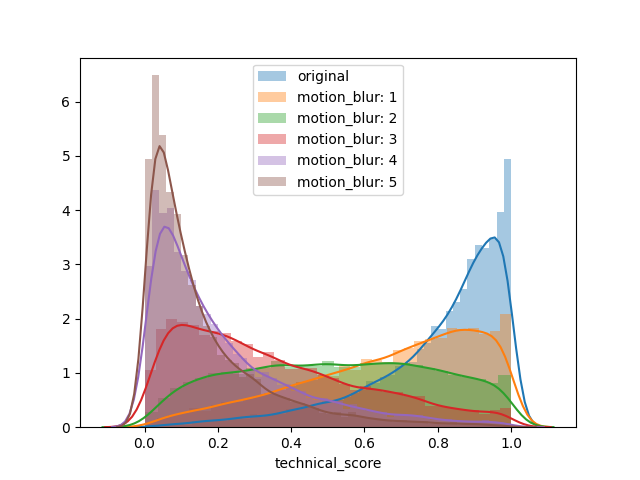 original
motion_blur: 1
motion_blur: 2
motion_blur: 3
motion_blur: 4
motion_blur: 5
6
5
4
3
2
1
0
0.0 0.2 0.4 0.6 0.8 1.0
technical_score